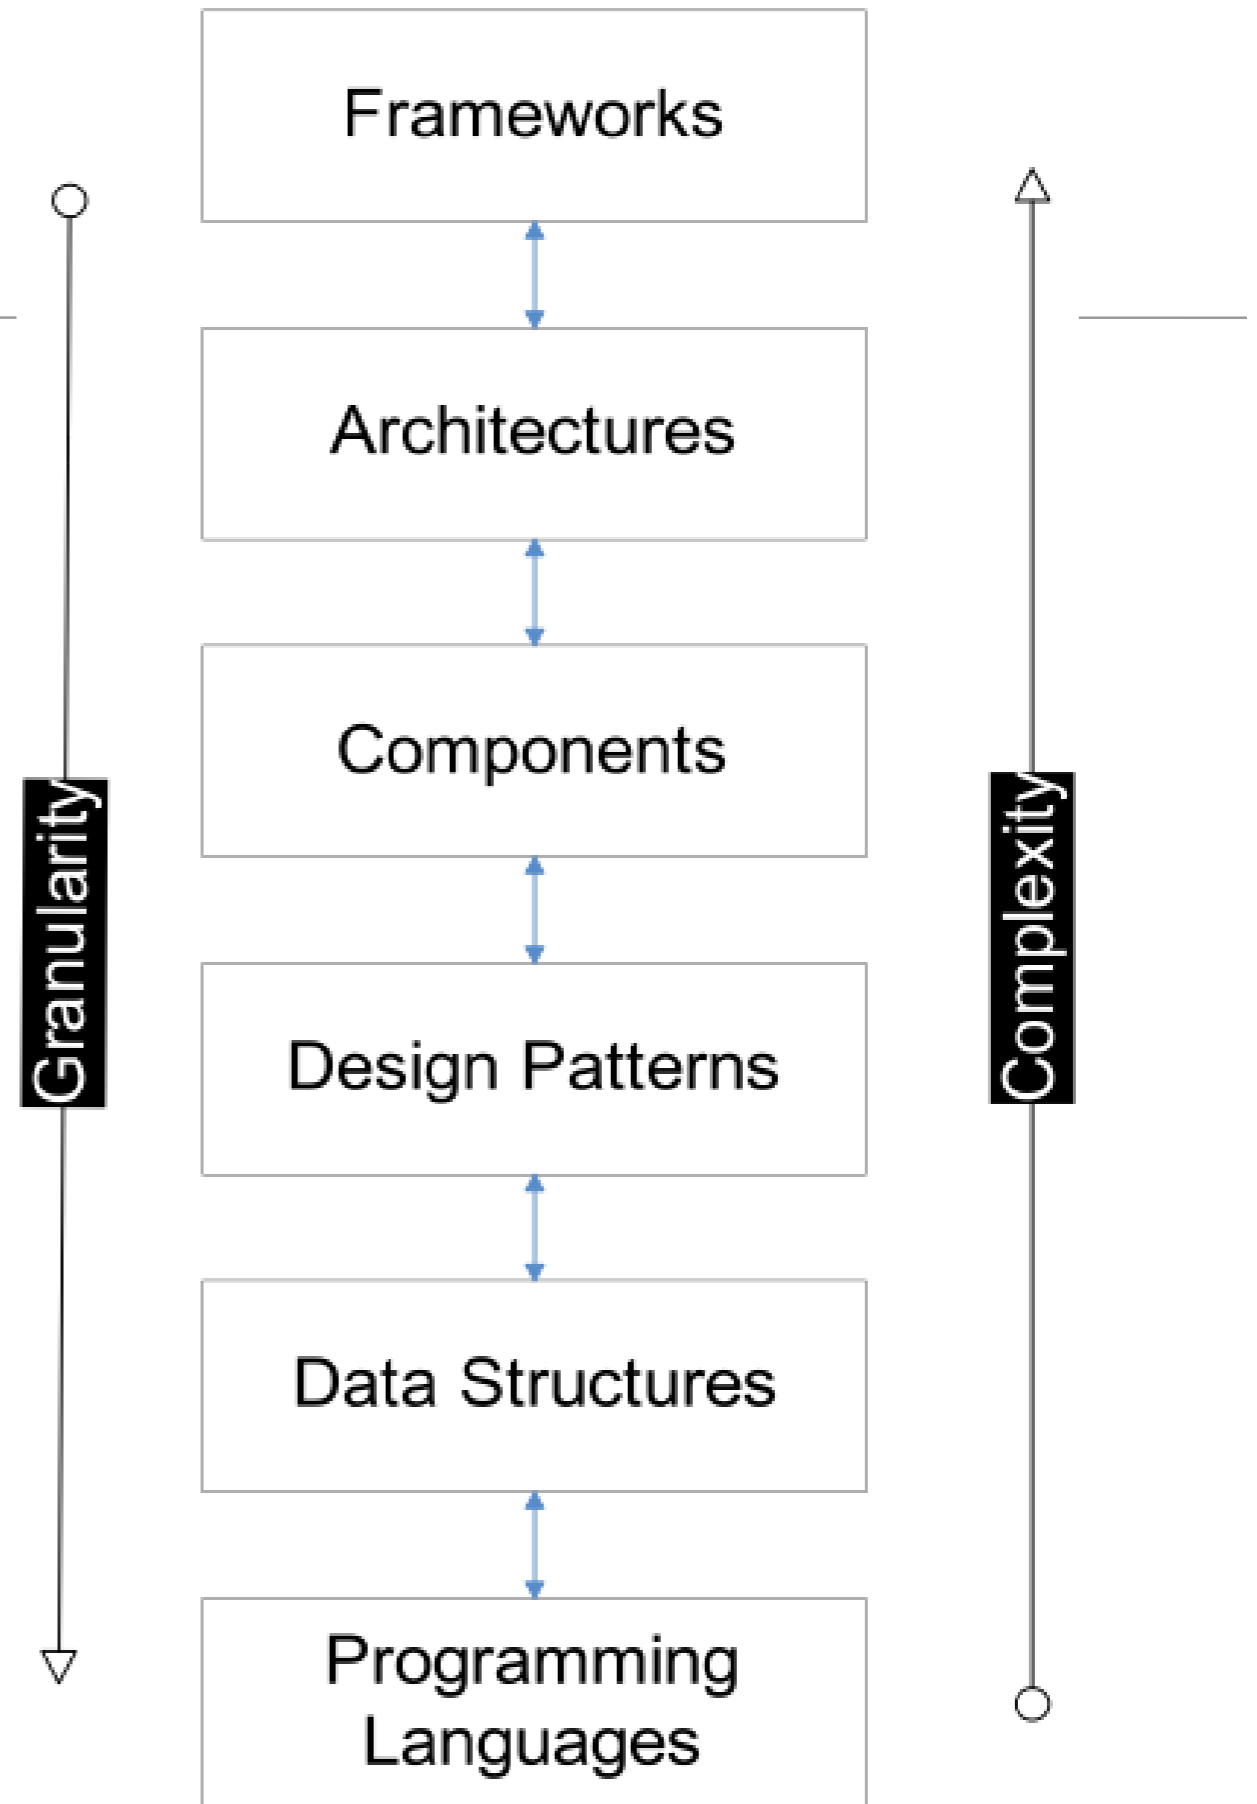 Frameworks
Architectures
Components
Granularity
Complexity
Design Patterns
Data Structures
Programming
Languages